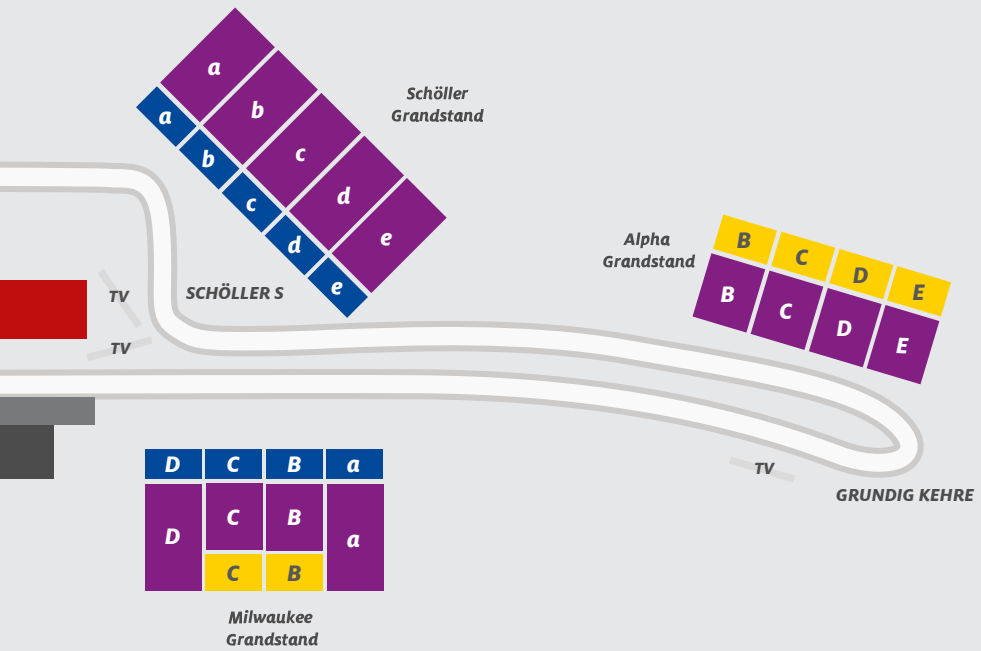 a
b
c
d
e
a
b
c
d
e
Schöller
Grandstand
TV
SCHÖLLER S
TV
Alpha
Grandstand
B
C
D
E
B
C
D
E
TV
GRUNDIG KEHRE
D C B a
D C B a
C B
Milwaukee
Grandstand